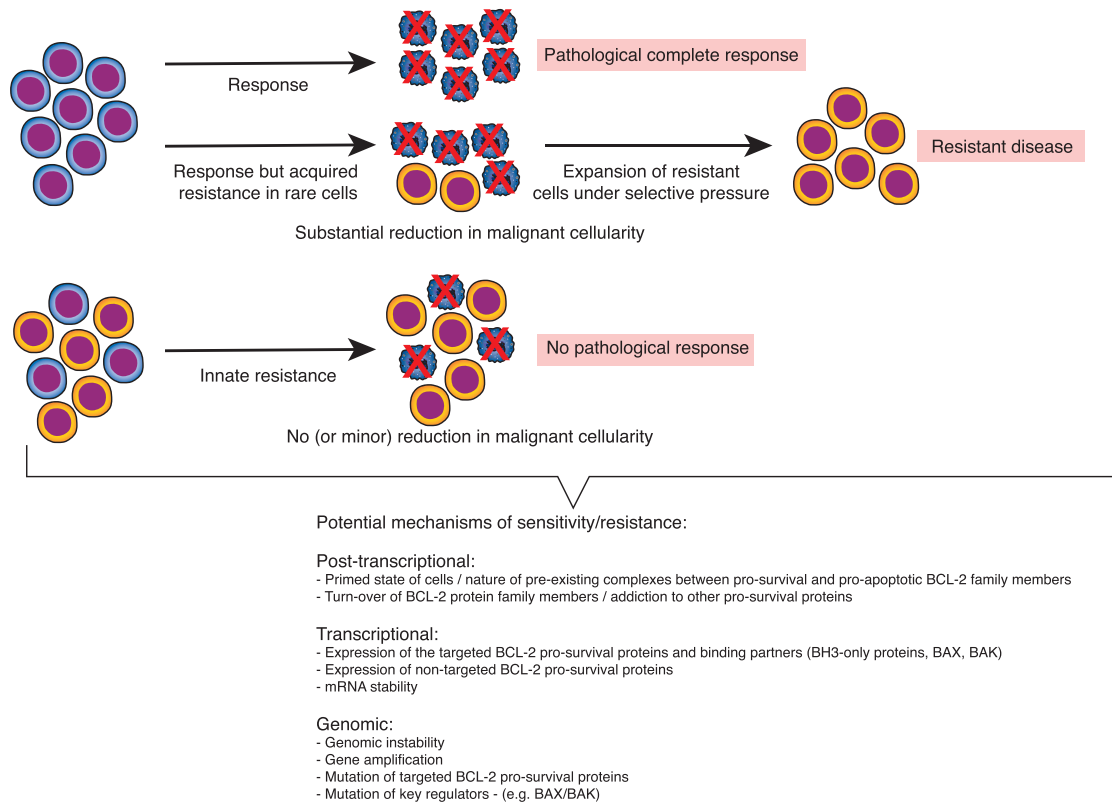 Response
Pathological complete response
Response but acquired
resistance in rare cells
Expansion of resistant
cells under selective pressure
Resistant disease
Substantial reduction in malignant cellularity
Innate resistance
No pathological response
No (or minor) reduction in malignant cellularity
Potential mechanisms of sensitivity/resistance:
Post-transcriptional:
- Primed state of cells / nature of pre-existing complexes between pro-survival and pro-apoptotic BCL-2 family members
- Turn-over of BCL-2 protein family members / addiction to other pro-survival proteins
Transcriptional:
- Expression of the targeted BCL-2 pro-survival proteins and binding partners (BH3-only proteins, BAX, BAK)
- Expression of non-targeted BCL-2 pro-survival proteins
- mRNA stability
Genomic:
- Genomic instability
- Gene amplification
- Mutation of targeted BCL-2 pro-survival proteins
- Mutation of key regulators - (e.g. BAX/BAK)